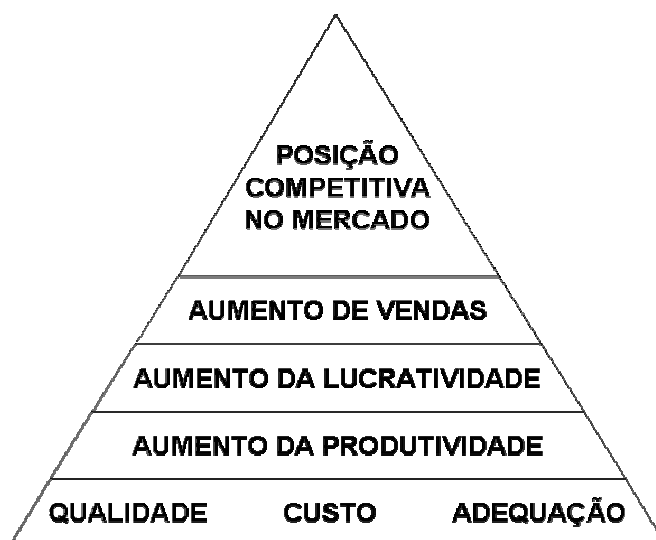 POSIÇÃO
COMPETITIVA
NO MERCADO
AUMENTO DE VENDAS
AUMENTO DA LUCRATIVIDADE
AUMENTO DA PRODUTIVIDADE
QUALIDADE CUSTO ADEQUAÇÃO